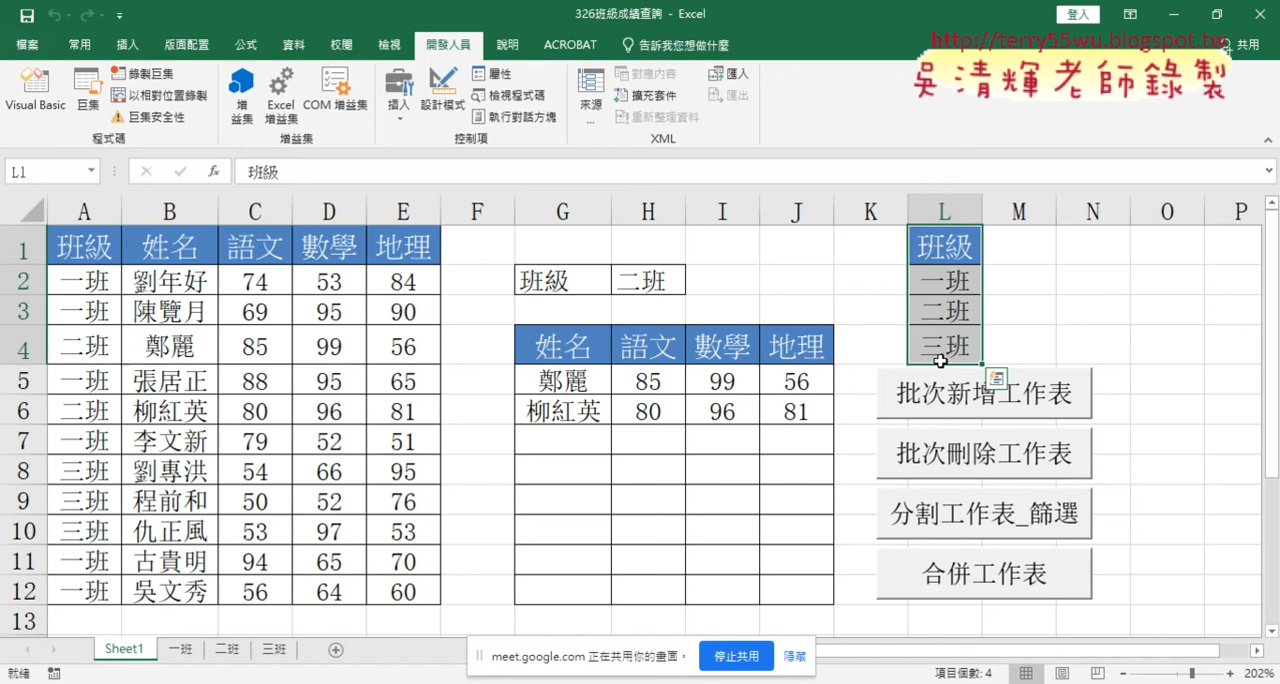 326班級成績查詢 - Excel
登入
檔案 常用 插入 版面配置 公式 資料 校閱 檢視 開發人員 說明 ACROBAT 告訴我您想做什麼 共用
http://terry55wu.blogspot.tw
吳清輝老師錄製
Visual Basic 巨集 錄製巨集 以相對位置錄製 巨集安全性
增益集 Excel 增益集 COM 增益集
插入 設計模式 屬性 檢視程式碼 執行對話方塊
來源... 對應內容 擴充套件 重新整理資料 匯入 匯出
程式碼 增益集 控制項 XML
L1 fx 班級
A B C D E F G H I J K L M N O P
1 班級 姓名 語文 數學 地理 班級
2 一班 劉年好 74 53 84 班級 二班 一班
3 一班 陳覽月 69 95 90 二班
4 二班 鄭麗 85 99 56 姓名 語文 數學 地理 三班
5 一班 張居正 88 95 65 鄭麗 85 99 56 批次新增工作表
6 二班 柳紅英 80 96 81 柳紅英 80 96 81
7 一班 李文新 79 52 51 批次刪除工作表
8 三班 劉專洪 54 66 95
9 三班 程前和 50 52 76 分割工作表_篩選
10 三班 仇正風 53 97 53
11 一班 古貴明 94 65 70 合併工作表
12 一班 吳文秀 56 64 60
13
Sheet1 一班 二班 三班
meet.google.com 正在共用你的畫面。 停止共用 隱藏
就緒 項目個數: 4 202%